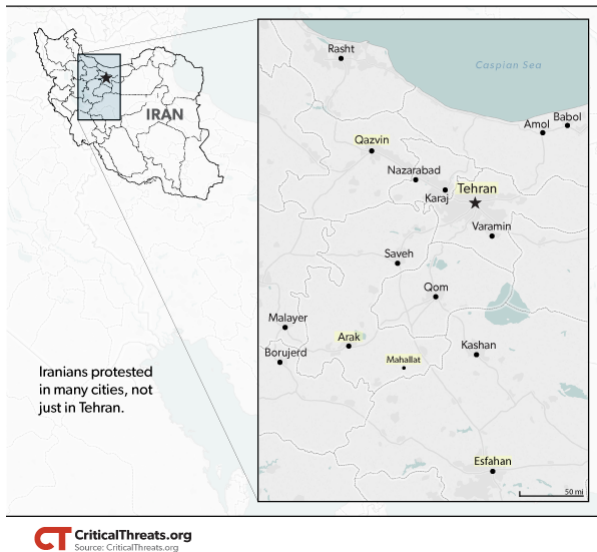 IRAN
Iranians protested
in many cities, not
just in Tehran.
Rasht
Caspian Sea
Babol
Amol
Qazvin
Nazarabad
Tehran
Karaj
Varamin
Saveh
Qom
Malayer
Arak
Kashan
Borujerd
Mahallat
Esfahan
50 mi
CT CriticalThreats.org
Source: CriticalThreats.org